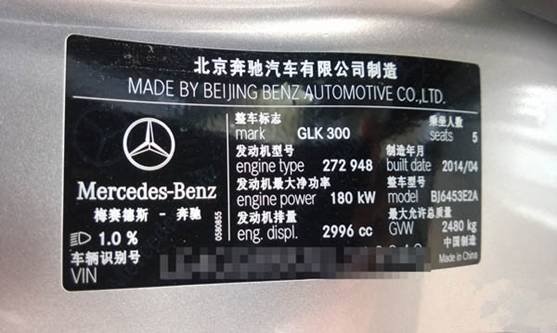 北京奔驰汽车有限公司制造
MADE BY BEIJING BENZ AUTOMOTIVE CO.,LTD.
Mercedes-Benz
梅赛德斯 - 奔驰
1.0 %
0580855
整车标志
mark GLK 300
乘坐人数
seats 5
发动机型号
engine type 272 948
制造年月
built date 2014/04
发动机最大净功率
engine power 180 kW
整车型号
model BJ6453E2A
发动机排量
eng. displ. 2996 cc
最大允许总质量
GVW 2480 kg
中国制造
Made in China
车辆识别号
VIN